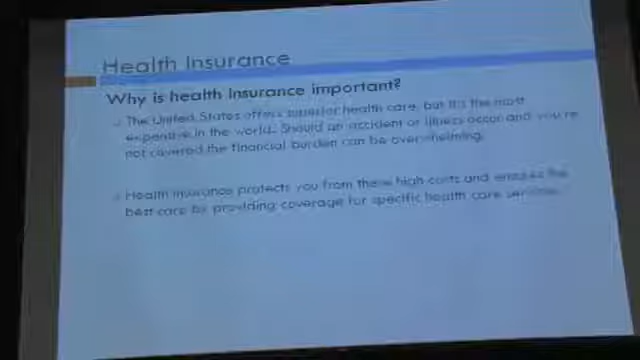 Health Insurance
Why is health insurance important?
The United States offers superior health care, but it's the most
expensive in the world. Should an accident or illness occur and you're
not covered the financial burden can be overwhelming.
Health insurance protects you from these high costs and ensures the
best care by providing coverage for specific health care services.